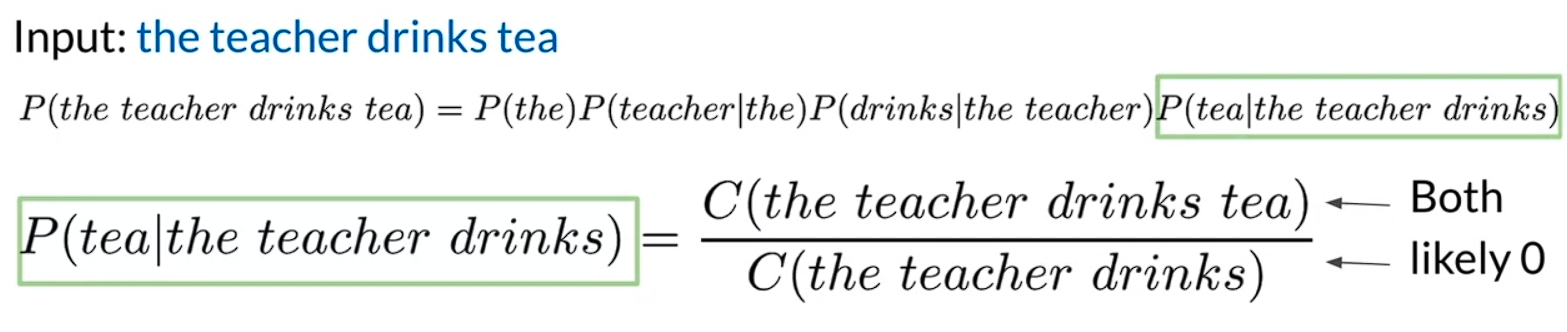 Input: the teacher drinks tea
P(the teacher drinks tea) = P(the)P(teacher|the)P(drinks|the teacher)P(tea|the teacher drinks)
P(tea|the teacher drinks) = C(the teacher drinks tea) / C(the teacher drinks)
Both
likely 0